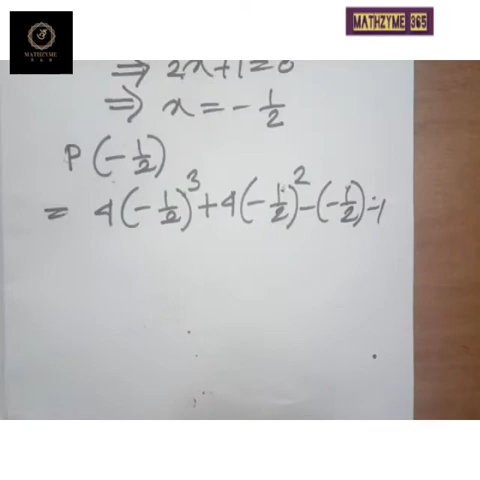 MATHZYME 365
MATHZYME
⇒ 2x+1=0
⇒ x = - 1/2
P(-1/2)
= 4(-1/2)^3 + 4(-1/2)^2 - (-1/2) - 1